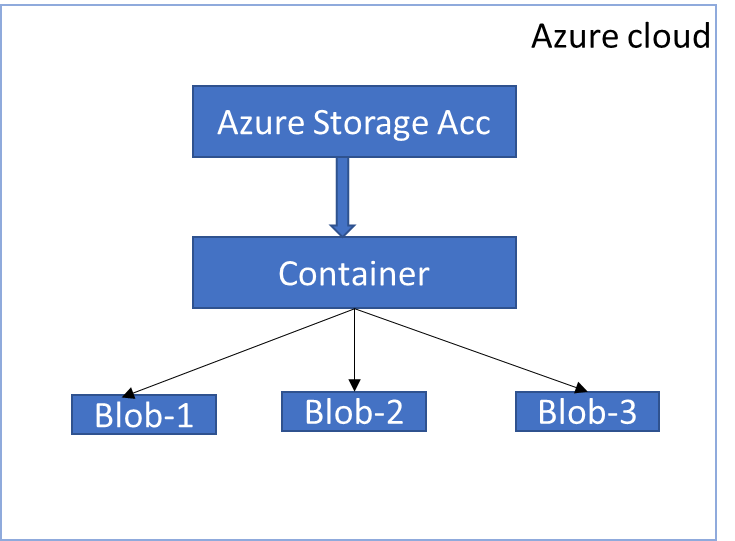 Azure cloud
Azure Storage Acc
Container
Blob-1
Blob-2
Blob-3